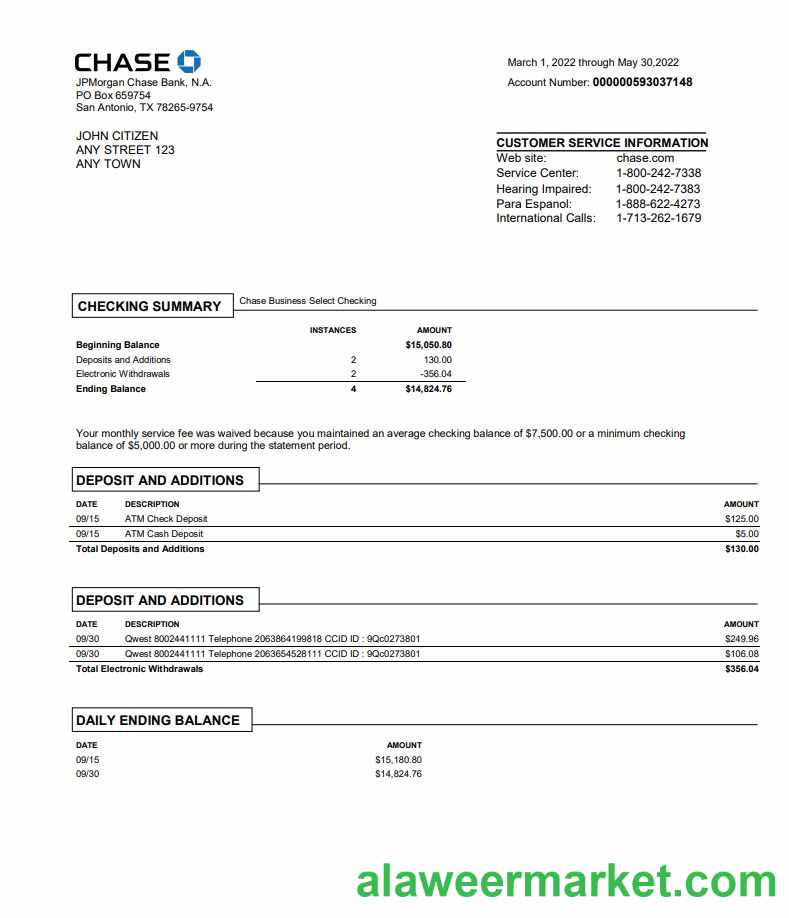 CHASE
March 1, 2022 through May 30,2022
JPMorgan Chase Bank, N.A.
Account Number: 000000593037148
PO Box 659754
San Antonio, TX 78265-9754
JOHN CITIZEN
ANY STREET 123
ANY TOWN
CUSTOMER SERVICE INFORMATION
Web site: chase.com
Service Center: 1-800-242-7338
Hearing Impaired: 1-800-242-7383
Para Espanol: 1-888-622-4273
International Calls: 1-713-262-1679
CHECKING SUMMARY Chase Business Select Checking
INSTANCES AMOUNT
Beginning Balance $15,050.80
Deposits and Additions 2 130.00
Electronic Withdrawals 2 -356.04
Ending Balance 4 $14,824.76
Your monthly service fee was waived because you maintained an average checking balance of $7,500.00 or a minimum checking
balance of $5,000.00 or more during the statement period.
DEPOSIT AND ADDITIONS
DATE DESCRIPTION AMOUNT
09/15 ATM Check Deposit $125.00
09/15 ATM Cash Deposit $5.00
Total Deposits and Additions $130.00
DEPOSIT AND ADDITIONS
DATE DESCRIPTION AMOUNT
09/30 Qwest 8002441111 Telephone 2063864199818 CCID ID : 9Qc0273801 $249.96
09/30 Qwest 8002441111 Telephone 2063654528111 CCID ID : 9Qc0273801 $106.08
Total Electronic Withdrawals $356.04
DAILY ENDING BALANCE
DATE AMOUNT
09/15 $15,180.80
09/30 $14,824.76
alaweermarket.com